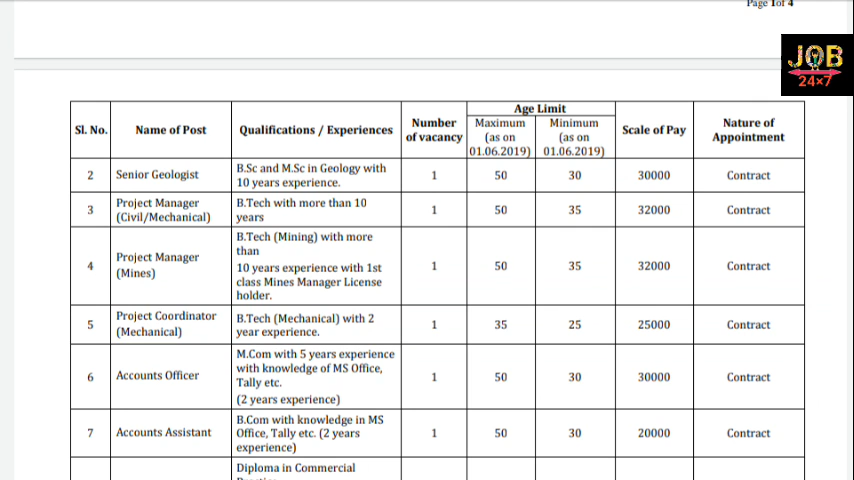 Page 1of 4
JOB
24×7
Age Limit
Sl. No. Name of Post Qualifications / Experiences Number of vacancy Maximum (as on 01.06.2019) Minimum (as on 01.06.2019) Scale of Pay Nature of Appointment
2 Senior Geologist B.Sc and M.Sc in Geology with 10 years experience. 1 50 30 30000 Contract
3 Project Manager (Civil/Mechanical) B.Tech with more than 10 years 1 50 35 32000 Contract
4 Project Manager (Mines) B.Tech (Mining) with more than 10 years experience with 1st class Mines Manager License holder. 1 50 35 32000 Contract
5 Project Coordinator (Mechanical) B.Tech (Mechanical) with 2 year experience. 1 35 25 25000 Contract
6 Accounts Officer M.Com with 5 years experience with knowledge of MS Office, Tally etc. (2 years experience) 1 50 30 30000 Contract
7 Accounts Assistant B.Com with knowledge in MS Office, Tally etc. (2 years experience) 1 50 30 20000 Contract
Diploma in Commercial